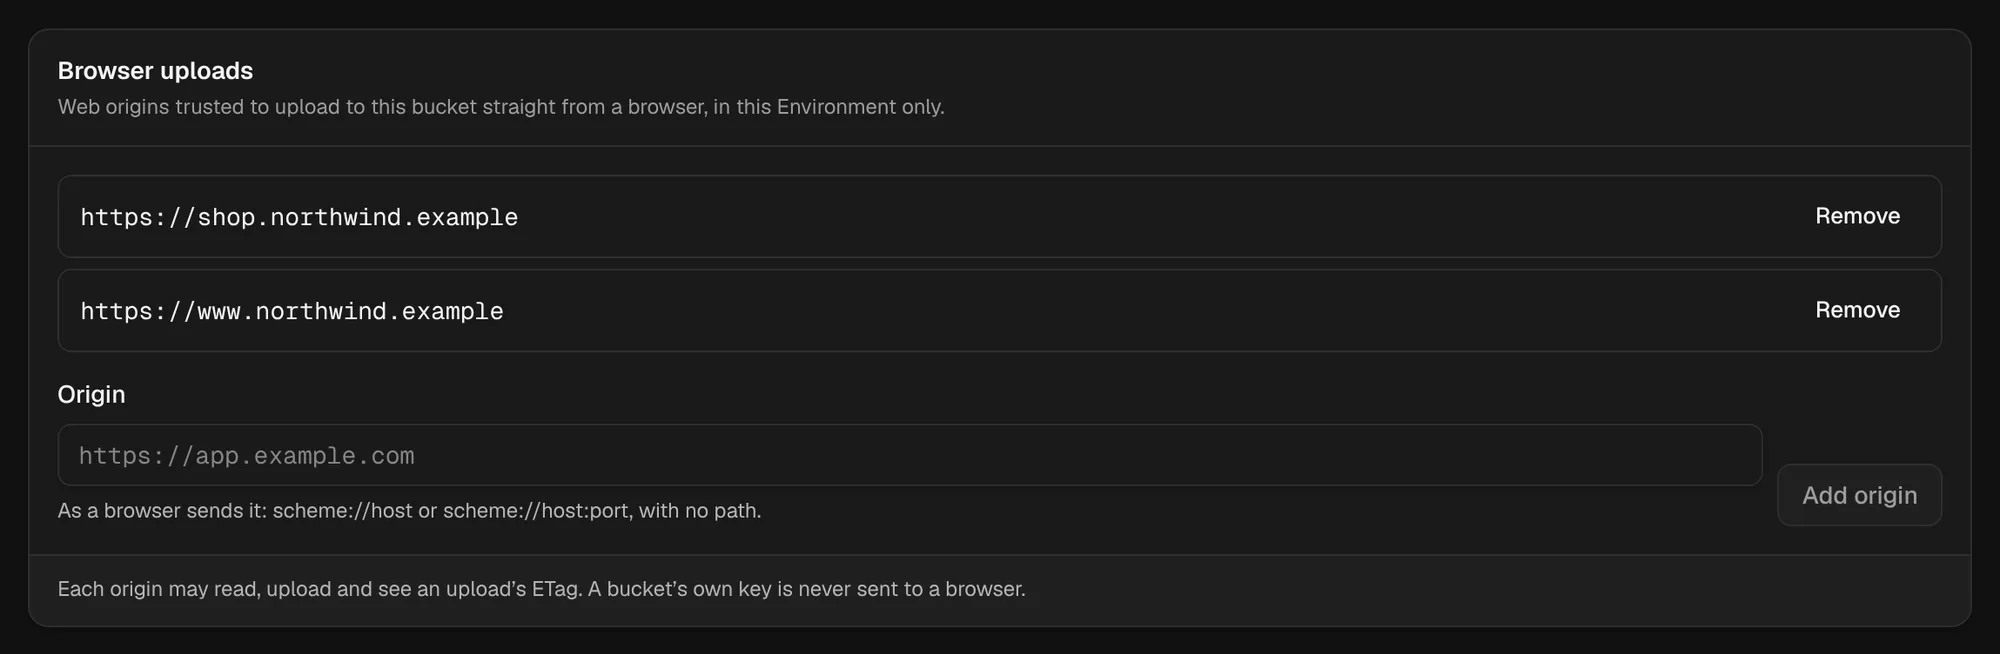 Browser uploads
Web origins trusted to upload to this bucket straight from a browser, in this Environment only.
https://shop.northwind.example
Remove
https://www.northwind.example
Remove
Origin
https://app.example.com
As a browser sends it: scheme://host or scheme://host:port, with no path.
Add origin
Each origin may read, upload and see an upload’s ETag. A bucket’s own key is never sent to a browser.